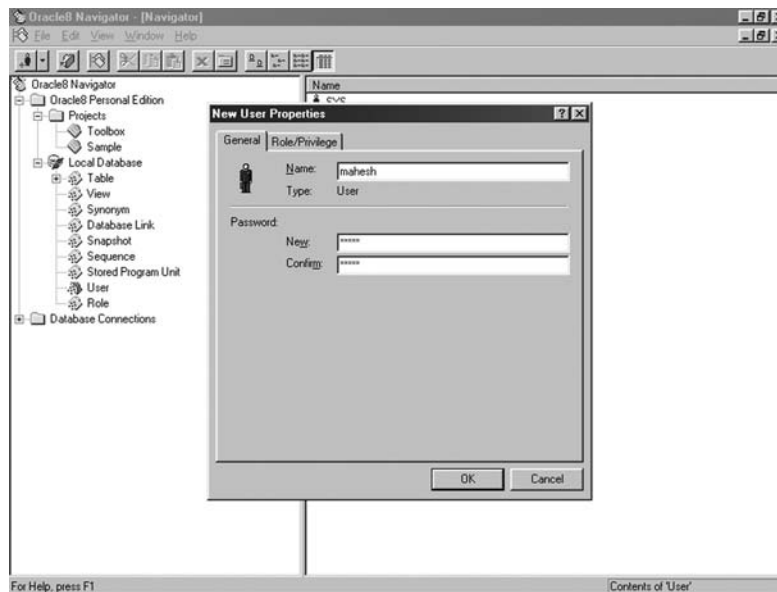 Oracle8 Navigator - [Navigator]
File Edit View Window Help
Oracle8 Navigator
Oracle8 Personal Edition
Projects
Toolbox
Sample
Local Database
Table
View
Synonym
Database Link
Snapshot
Sequence
Stored Program Unit
User
Role
Database Connections
Name
SYS
New User Properties
General Role/Privilege
Name: mahesh
Type: User
Password:
New: *****
Confirm: *****
OK Cancel
For Help, press F1 Contents of 'User'